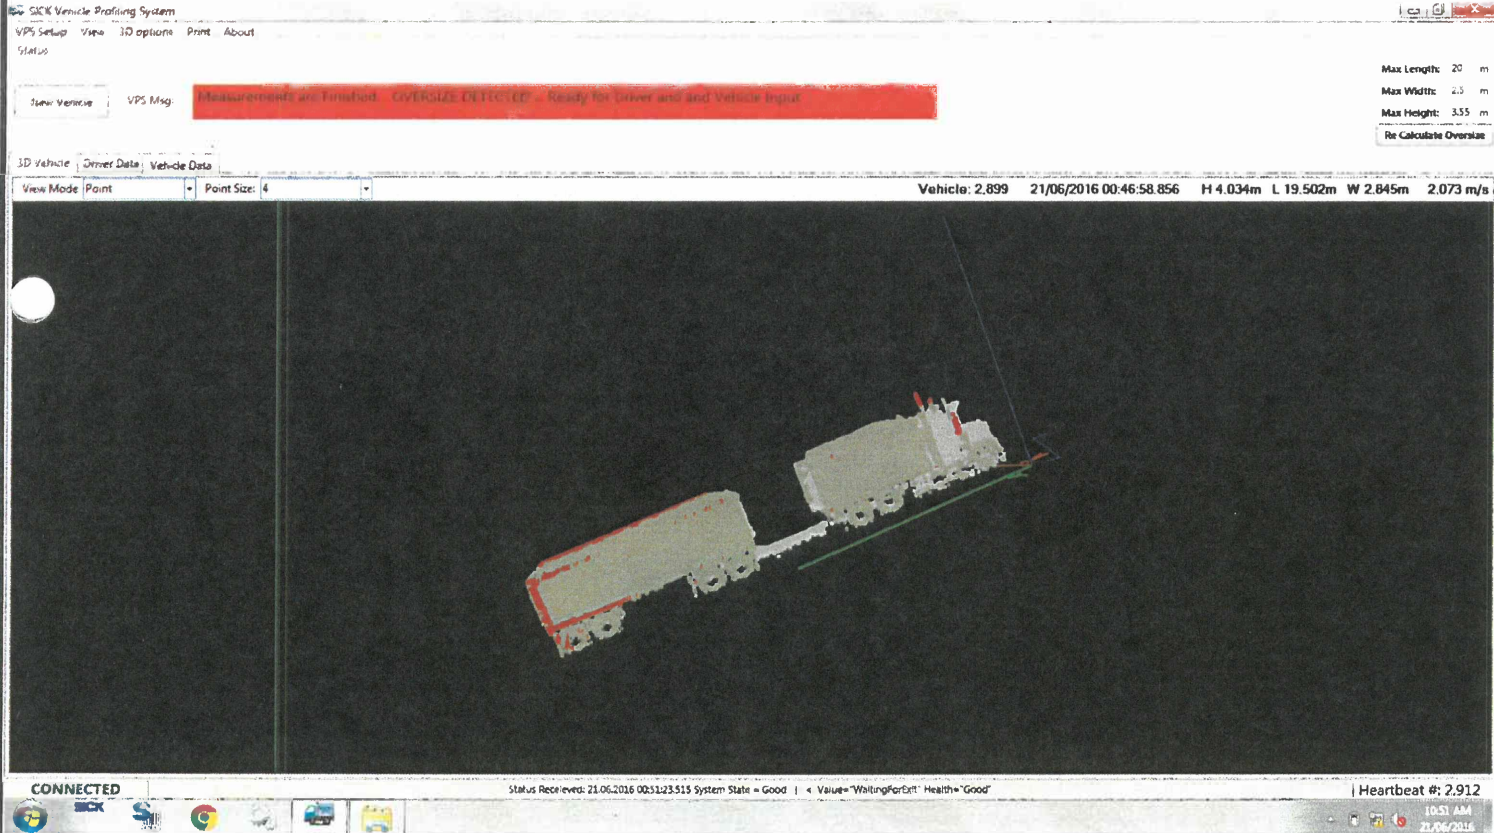 SICK Vehicle Profiling System
VPS Setup View 3D options Print About
Status
Max Length: 20 m
New Vehicle VPS Msg: Measurements are Finished. OVERSIZE DETECTED! Ready for Driver and and Vehicle Input
Max Width: 2.5 m
Max Height: 3.55 m
Re Calculate Oversize
3D Vehicle Driver Data Vehicle Data
View Mode Point Point Size: 4 Vehicle: 2,899 21/06/2016 00:46:58.856 H 4.034m L 19.502m W 2.845m 2.073 m/s
CONNECTED Status Receieved: 21.06.2016 00:51:23.515 System State = Good | < Value="WaitingForExit" Health="Good" Heartbeat #: 2,912
SICK
10:51 AM
21/06/2016